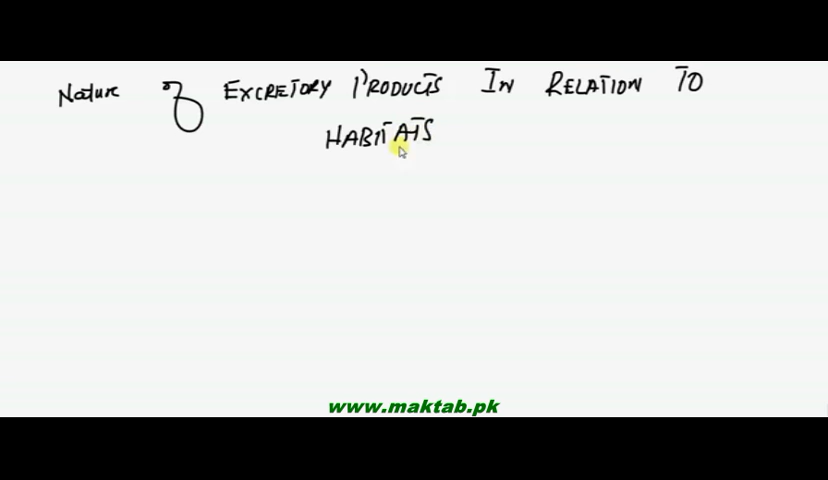 Nature of EXCRETORY PRODUCTS IN RELATION TO
HABITATS
www.maktab.pk